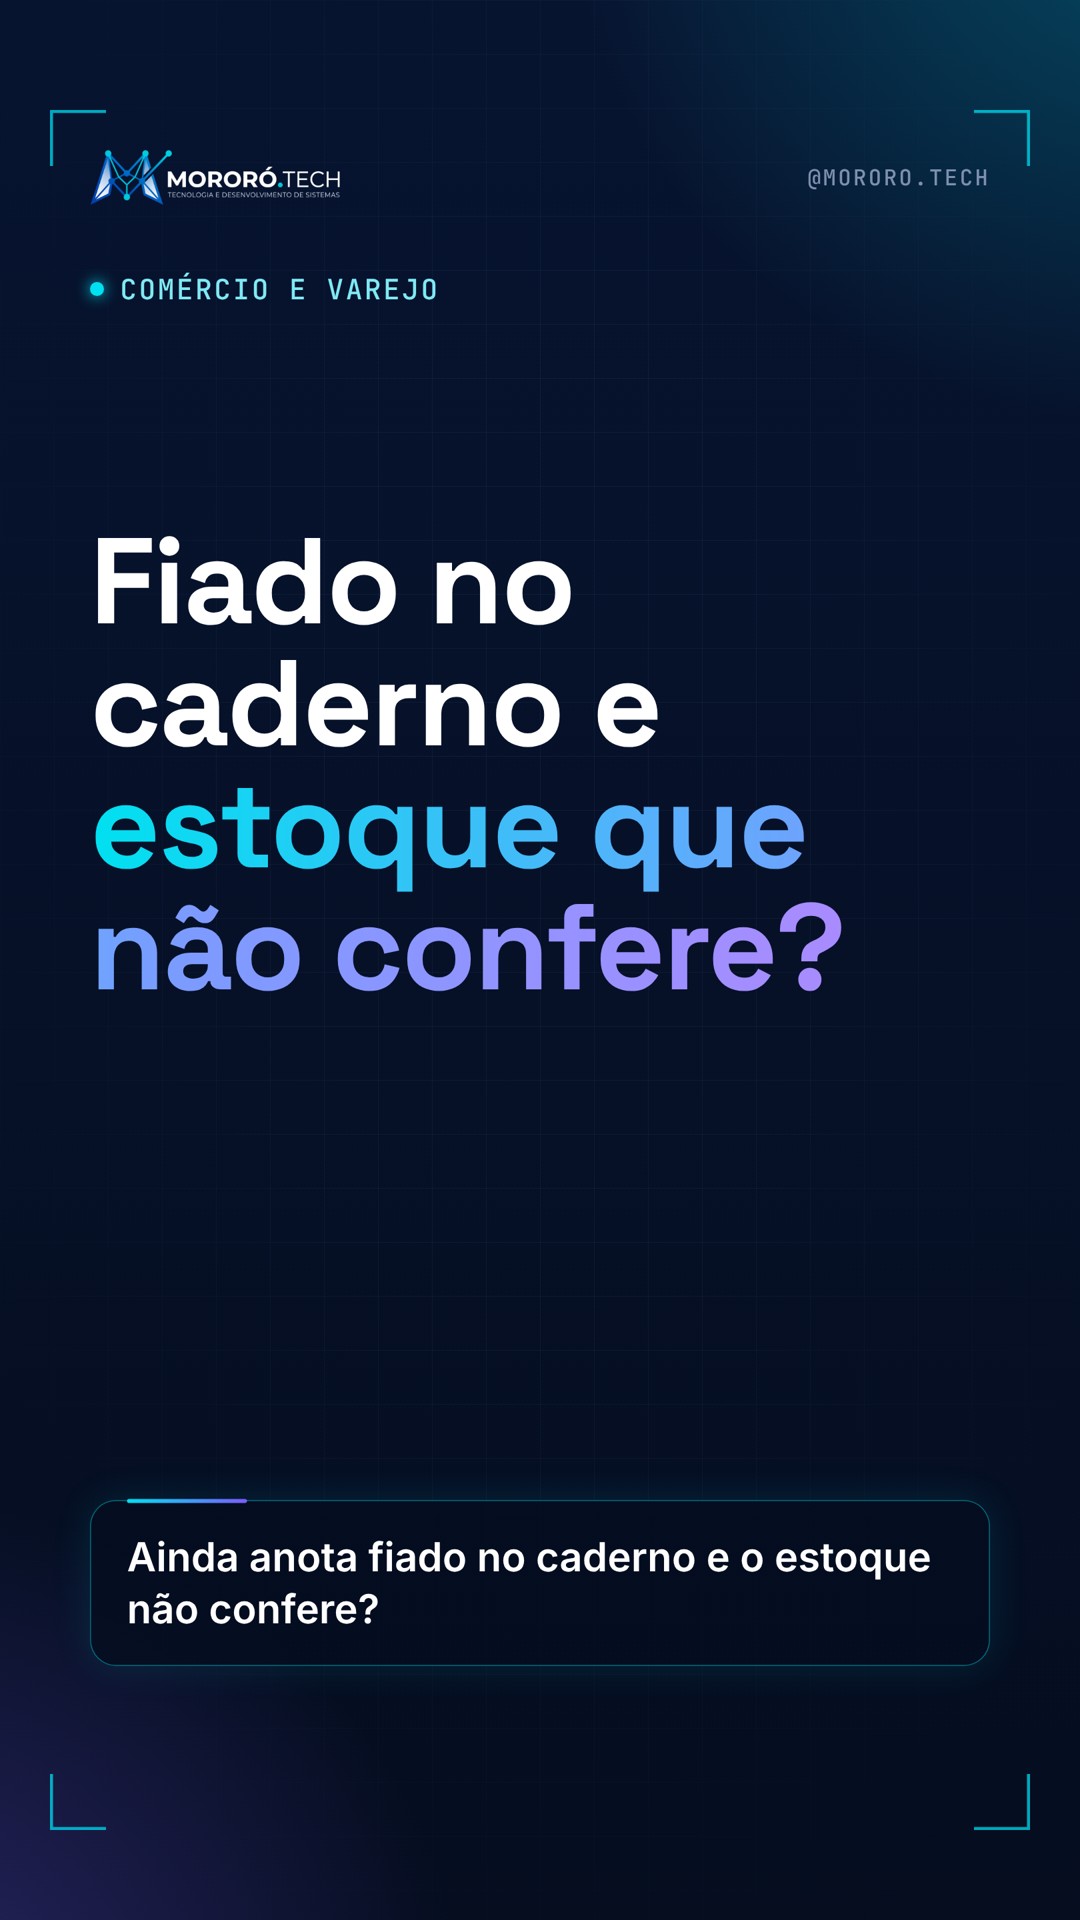 MORORÓ.TECH
TECNOLOGIA E DESENVOLVIMENTO DE SISTEMAS
@MORORO.TECH
COMÉRCIO E VAREJO
Fiado no
caderno e
estoque que
não confere?
Ainda anota fiado no caderno e o estoque
não confere?